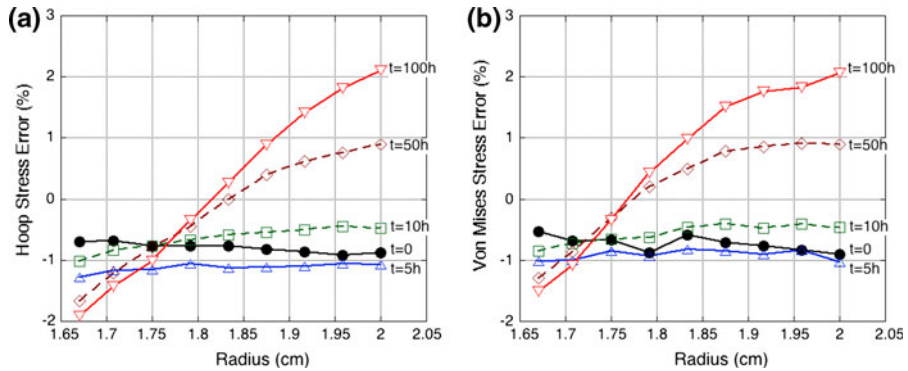 (a)
3
2
1
0
-1
-2
Hoop Stress Error (%)
1.65 1.7 1.75 1.8 1.85 1.9 1.95 2 2.05
Radius (cm)
t=100h
t=50h
t=10h
t=0
t=5h
(b)
3
2
1
0
-1
-2
Von Mises Stress Error (%)
1.65 1.7 1.75 1.8 1.85 1.9 1.95 2 2.05
Radius (cm)
t=100h
t=50h
t=10h
t=0
t=5h